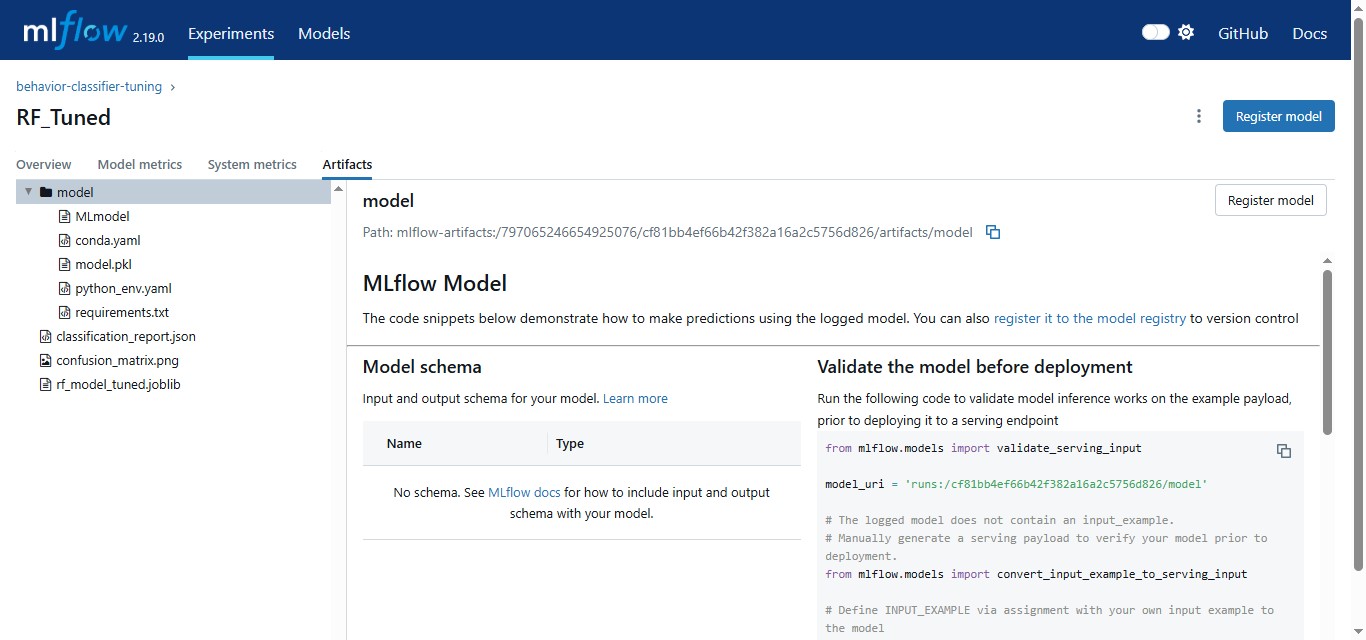 mlflow 2.19.0 Experiments Models GitHub Docs
behavior-classifier-tuning
RF_Tuned
Register model
Overview Model metrics System metrics Artifacts
model
MLmodel
conda.yaml
model.pkl
python_env.yaml
requirements.txt
classification_report.json
confusion_matrix.png
rf_model_tuned.joblib
model
Register model
Path: mlflow-artifacts:/797065246654925076/cf81bb4ef66b42f382a16a2c5756d826/artifacts/model
MLflow Model
The code snippets below demonstrate how to make predictions using the logged model. You can also register it to the model registry to version control
Model schema
Input and output schema for your model. Learn more
Name Type
No schema. See MLflow docs for how to include input and output
schema with your model.
Validate the model before deployment
Run the following code to validate model inference works on the example payload,
prior to deploying it to a serving endpoint
from mlflow.models import validate_serving_input
model_uri = 'runs:/cf81bb4ef66b42f382a16a2c5756d826/model'
# The logged model does not contain an input_example.
# Manually generate a serving payload to verify your model prior to
deployment.
from mlflow.models import convert_input_example_to_serving_input
# Define INPUT_EXAMPLE via assignment with your own input example to
the model